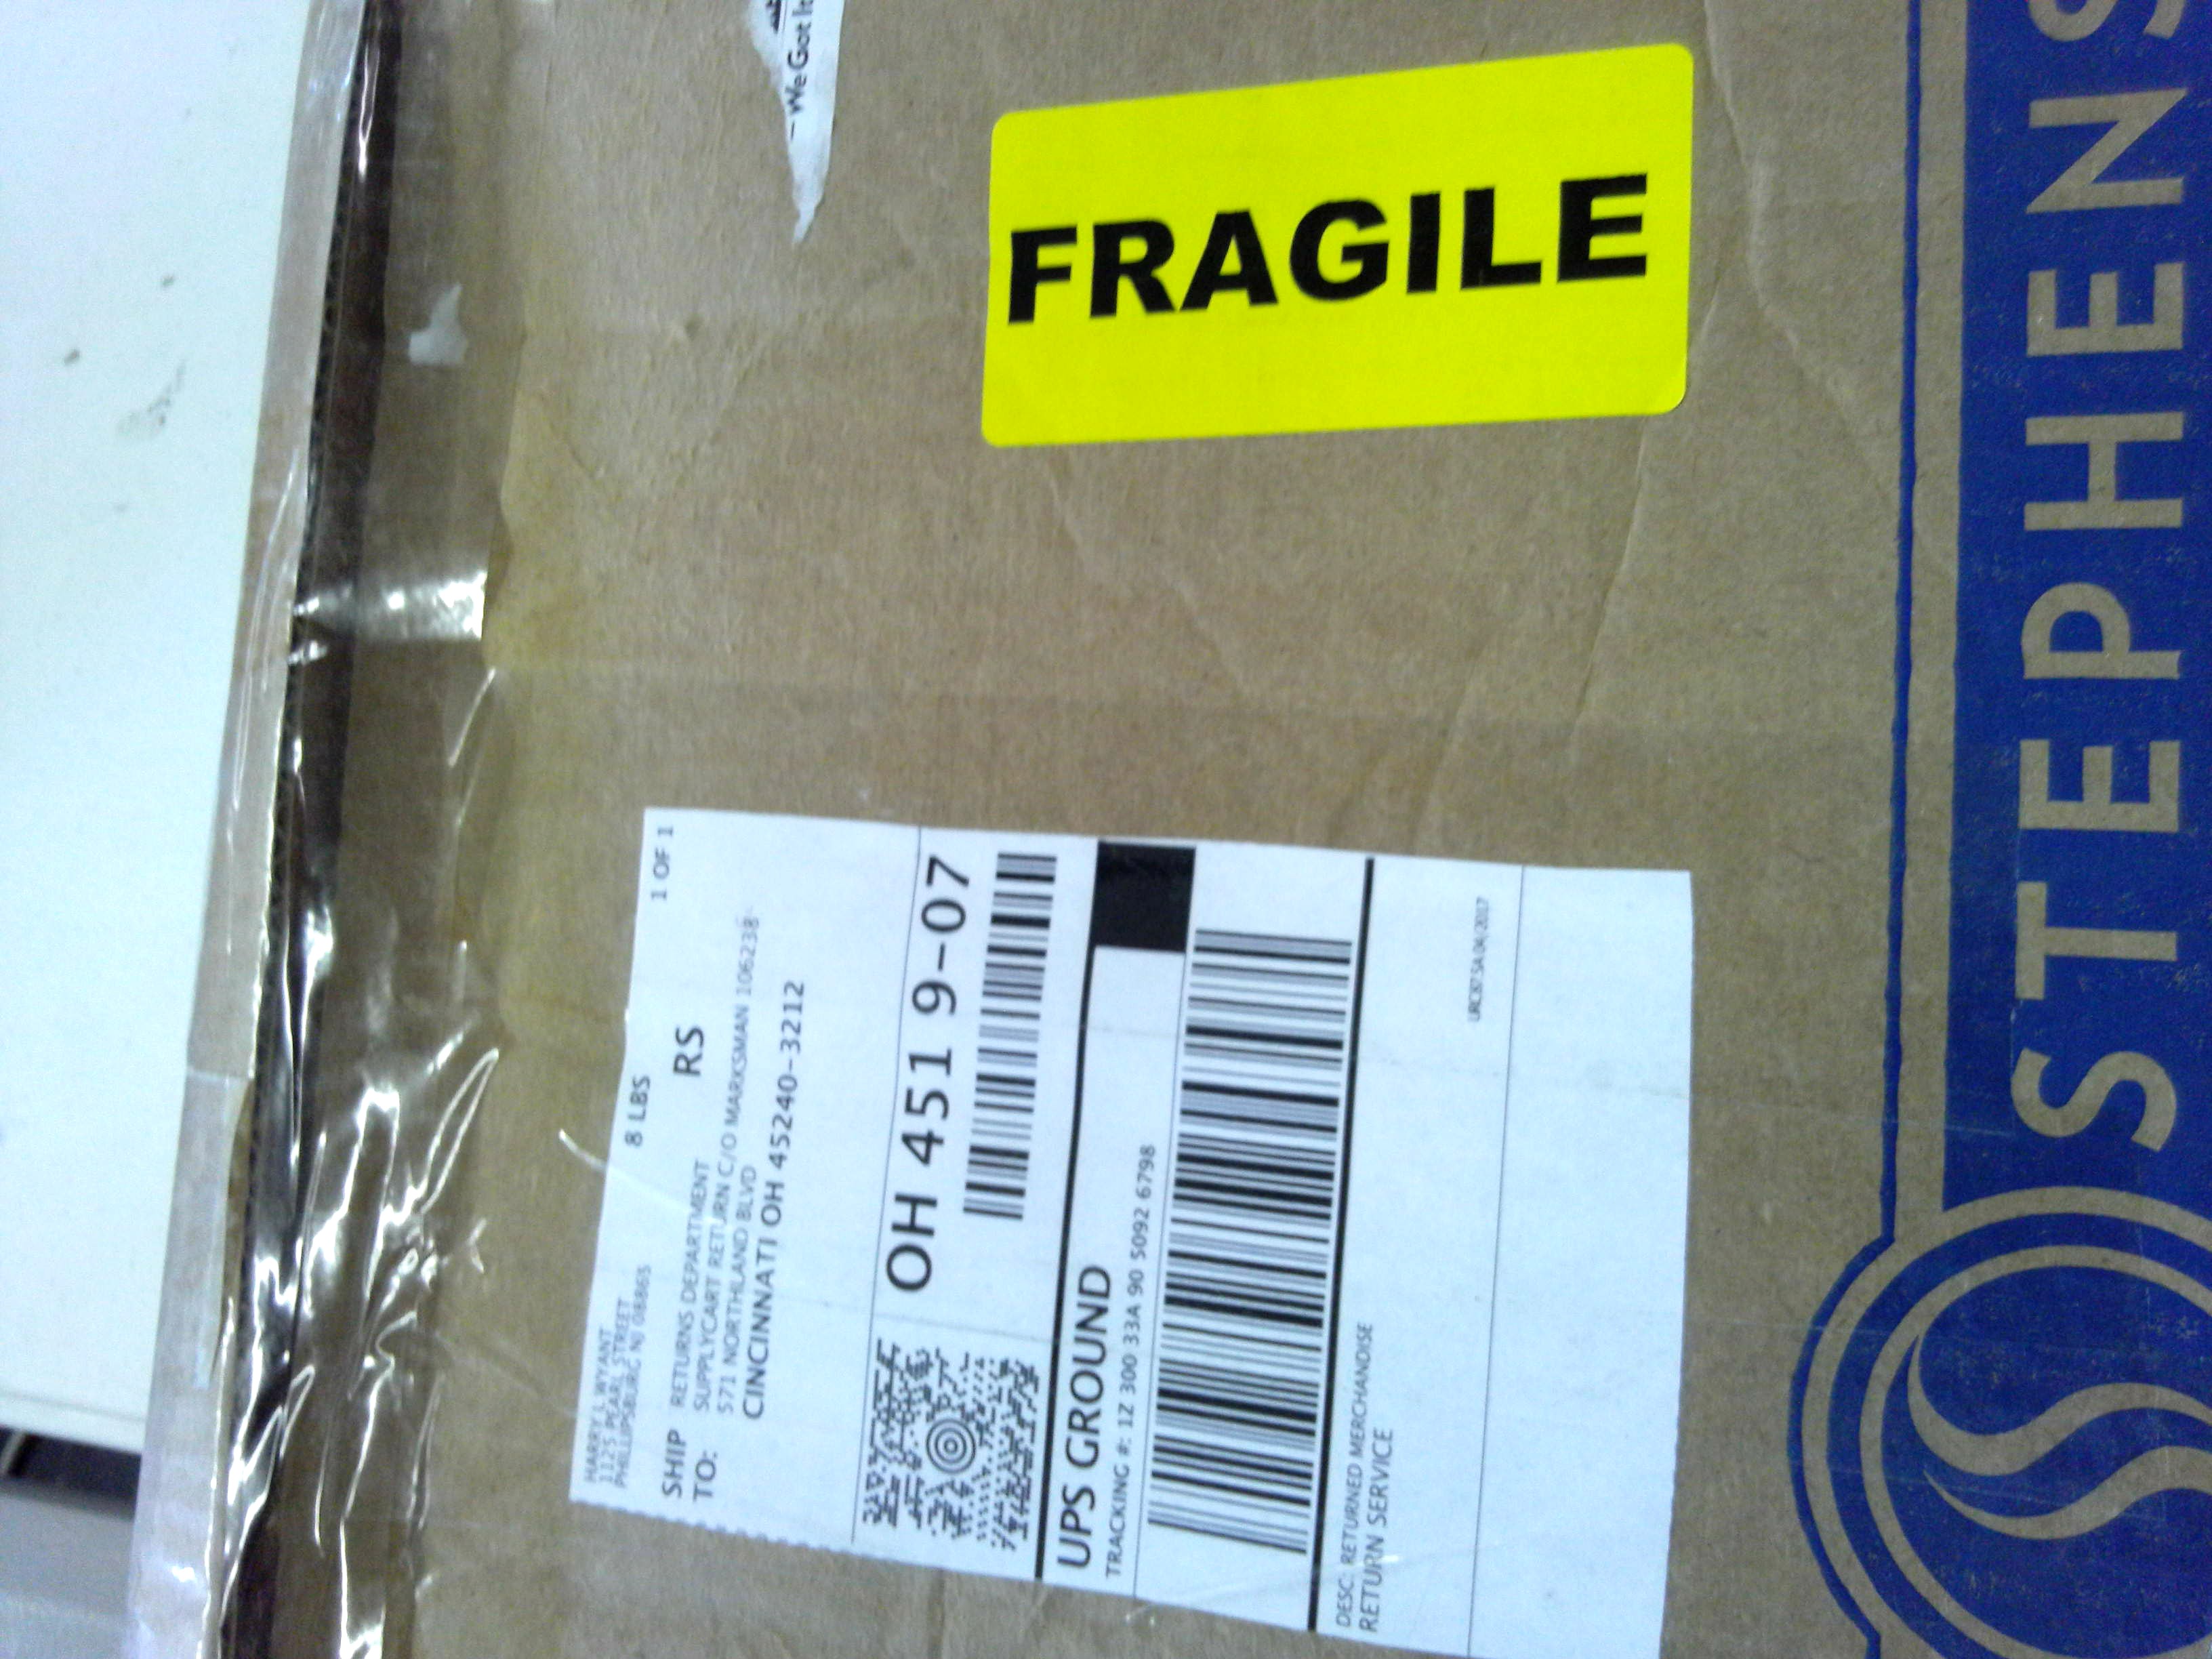 – We Got It
FRAGILE
HARRY L WYANT
1125 PEARL STREET
PHILLIPSBURG NJ 08865
8 LBS
1 OF 1
SHIP TO:
RS
RETURNS DEPARTMENT
SUPPLYCART RETURN C/O MARKSMAN 106238
571 NORTHLAND BLVD
CINCINNATI OH 45240-3212
OH 451 9-07
UPS GROUND
TRACKING #: 1Z 300 33A 90 5092 6798
DESC: RETURNED MERCHANDISE
RETURN SERVICE
STEPHENS